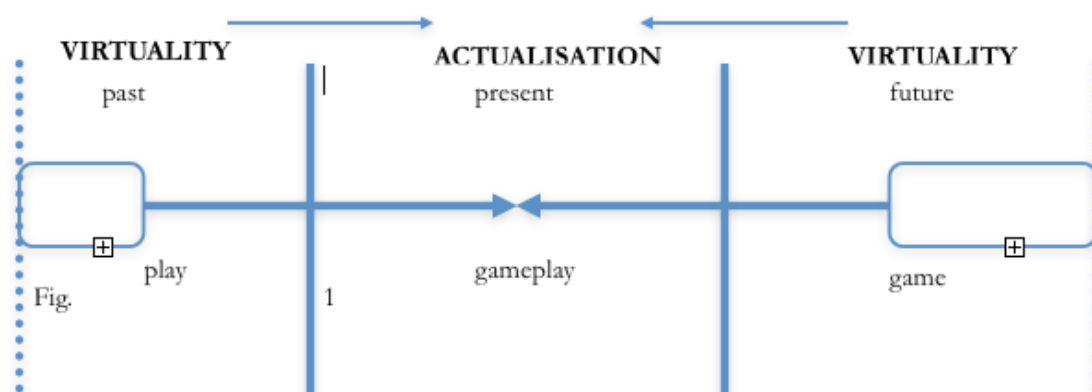 VIRTUALITY ACTUALISATION VIRTUALITY
past present future
play gameplay game
Fig. 1